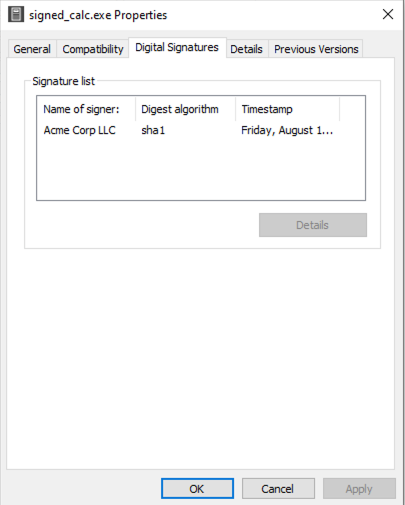 signed_calc.exe Properties
General Compatibility Digital Signatures Details Previous Versions
Signature list
Name of signer: Digest algorithm Timestamp
Acme Corp LLC sha1 Friday, August 1...
Details
OK Cancel Apply